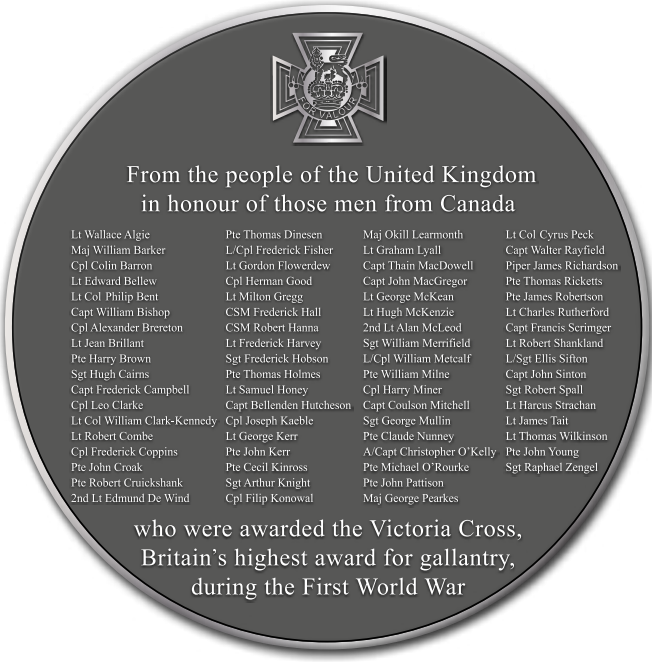 FOR VALOUR
From the people of the United Kingdom
in honour of those men from Canada
Lt Wallace Algie
Maj William Barker
Cpl Colin Barron
Lt Edward Bellew
Lt Col Philip Bent
Capt William Bishop
Cpl Alexander Brereton
Lt Jean Brillant
Pte Harry Brown
Sgt Hugh Cairns
Capt Frederick Campbell
Cpl Leo Clarke
Lt Col William Clark-Kennedy
Lt Robert Combe
Cpl Frederick Coppins
Pte John Croak
Pte Robert Cruickshank
2nd Lt Edmund De Wind
Pte Thomas Dinesen
L/Cpl Frederick Fisher
Lt Gordon Flowerdew
Cpl Herman Good
Lt Milton Gregg
CSM Frederick Hall
CSM Robert Hanna
Lt Frederick Harvey
Sgt Frederick Hobson
Pte Thomas Holmes
Lt Samuel Honey
Capt Bellenden Hutcheson
Cpl Joseph Kaeble
Lt George Kerr
Pte John Kerr
Pte Cecil Kinross
Sgt Arthur Knight
Cpl Filip Konowal
Maj Okill Learmonth
Lt Graham Lyall
Capt Thain MacDowell
Capt John MacGregor
Lt George McKean
Lt Hugh McKenzie
2nd Lt Alan McLeod
Sgt William Merrifield
L/Cpl William Metcalf
Pte William Milne
Cpl Harry Miner
Capt Coulson Mitchell
Sgt George Mullin
Pte Claude Nunney
A/Capt Christopher O'Kelly
Pte Michael O'Rourke
Pte John Pattison
Maj George Pearkes
Lt Col Cyrus Peck
Capt Walter Rayfield
Piper James Richardson
Pte Thomas Ricketts
Pte James Robertson
Lt Charles Rutherford
Capt Francis Scrimger
Lt Robert Shankland
L/Sgt Ellis Sifton
Capt John Sinton
Sgt Robert Spall
Lt Harcus Strachan
Lt James Tait
Lt Thomas Wilkinson
Pte John Young
Sgt Raphael Zengel
who were awarded the Victoria Cross,
Britain's highest award for gallantry,
during the First World War